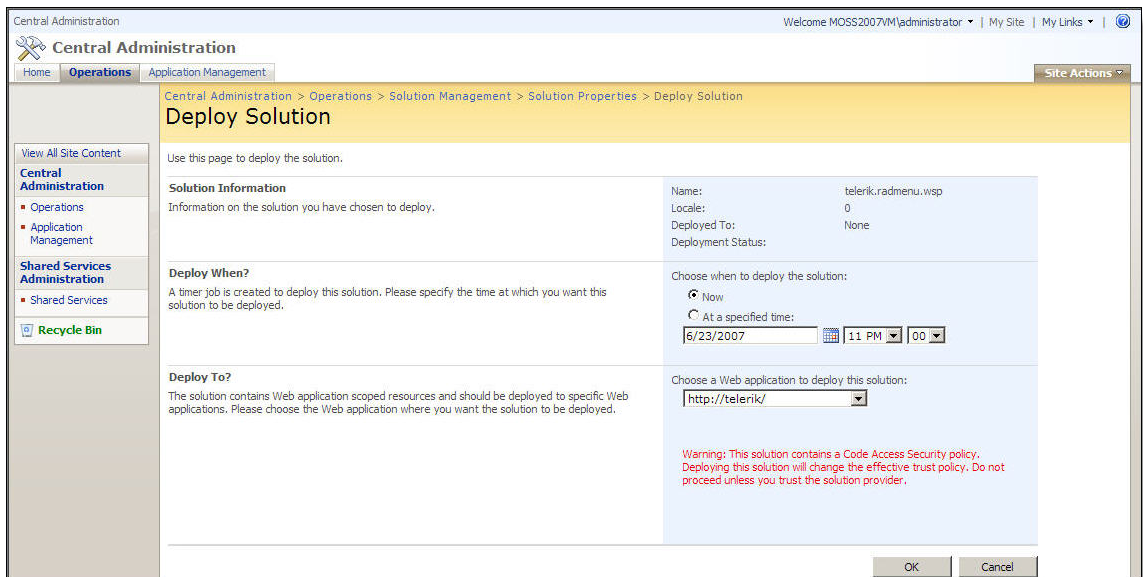 Central Administration
Welcome MOSS2007VM\administrator | My Site | My Links |
Central Administration
Home Operations Application Management
Site Actions
Central Administration > Operations > Solution Management > Solution Properties > Deploy Solution
Deploy Solution
View All Site Content
Central
Administration
Operations
Application
Management
Shared Services
Administration
Shared Services
Recycle Bin
Use this page to deploy the solution.
Solution Information
Information on the solution you have chosen to deploy.
Name: telerik.radmenu.wsp
Locale: 0
Deployed To: None
Deployment Status:
Deploy When?
A timer job is created to deploy this solution. Please specify the time at which you want this
solution to be deployed.
Choose when to deploy the solution:
Now
At a specified time:
6/23/2007 11 PM 00
Deploy To?
The solution contains Web application scoped resources and should be deployed to specific Web
applications. Please choose the Web application where you want the solution to be deployed.
Choose a Web application to deploy this solution:
http://telerik/
Warning: This solution contains a Code Access Security policy.
Deploying this solution will change the effective trust policy. Do not
proceed unless you trust the solution provider.
OK Cancel